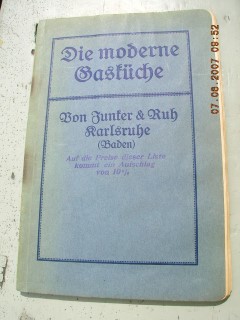 Die moderne
Gasküche
Von Junker & Ruh
Karlsruhe
(Baden)
Auf die Preise dieser Liste
kommt ein Aufschlag
von 10%
07/08/2007 09:52